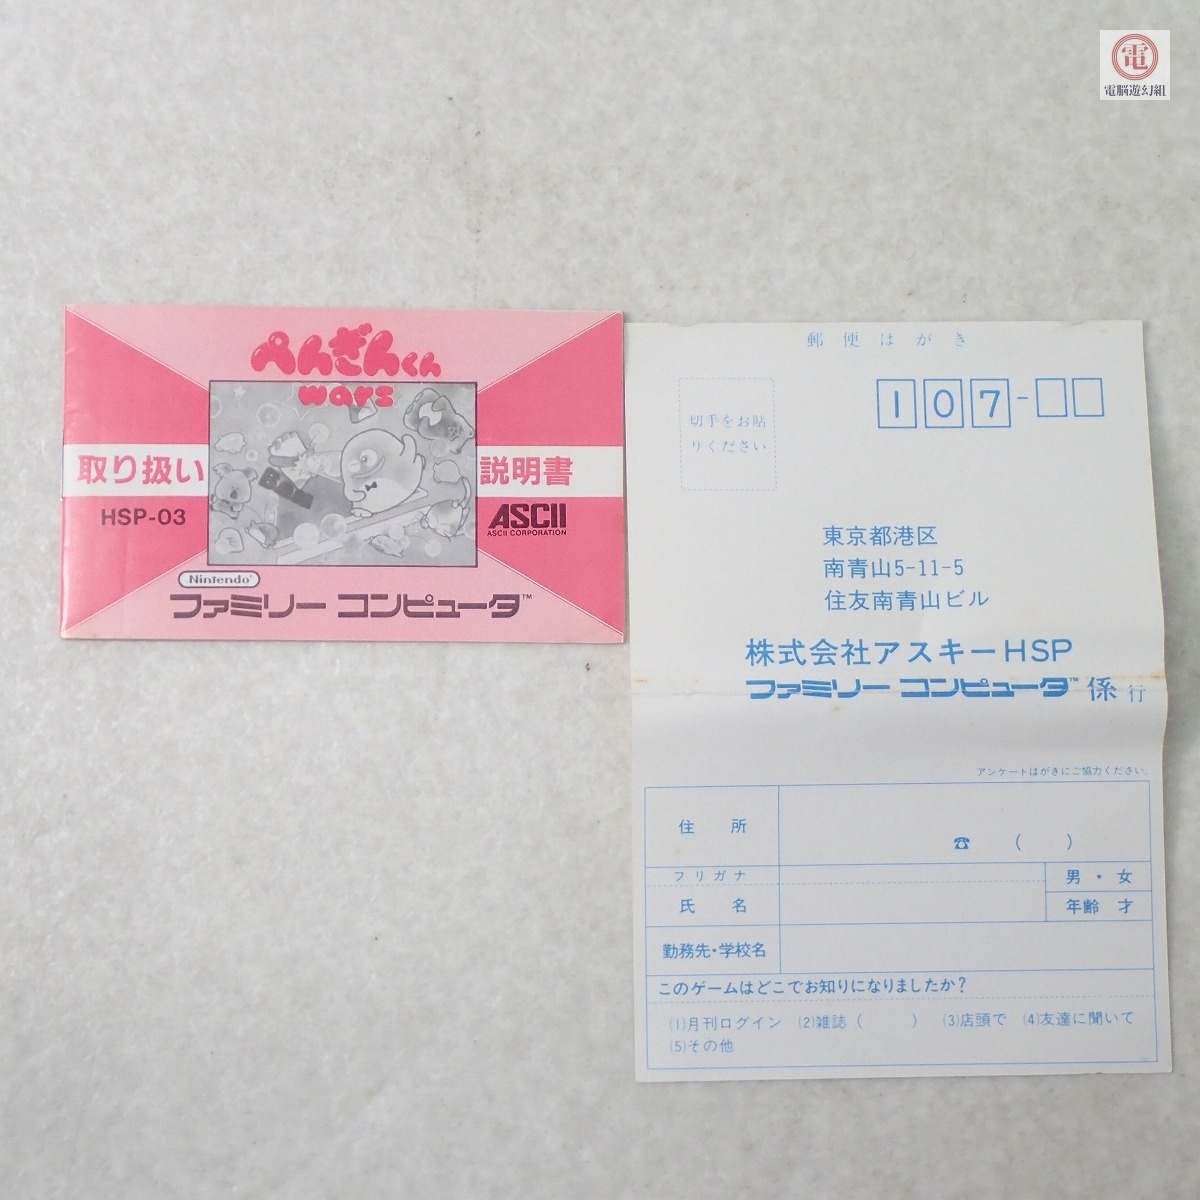 電
電脳遊幻組
ぺんぎんくん
wars
取り扱い説明書
HSP-03
ASCII
ASCII CORPORATION
Nintendo®
ファミリー コンピュータ™
郵便はがき
切手をお貼
りください
107-
東京都港区
南青山5-11-5
住友南青山ビル
株式会社アスキーHSP
ファミリー コンピュータ™ 係 行
アンケートはがきにご協力ください。
住 所
☎ ( )
フリガナ
氏 名
男・女
年齢 才
勤務先・学校名
このゲームはどこでお知りになりましたか?
(1)月刊ログイン (2)雑誌( ) (3)店頭で (4)友達に聞いて
(5)その他